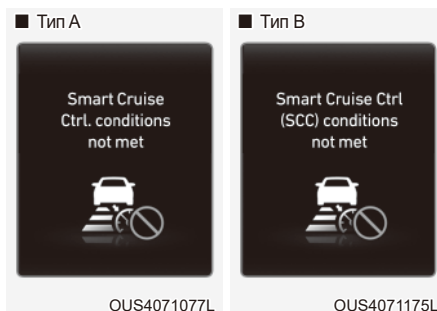 ■ Тип A
Smart Cruise
Ctrl. conditions
not met
OUS4071077L
■ Тип B
Smart Cruise Ctrl
(SCC) conditions
not met
OUS4071175L